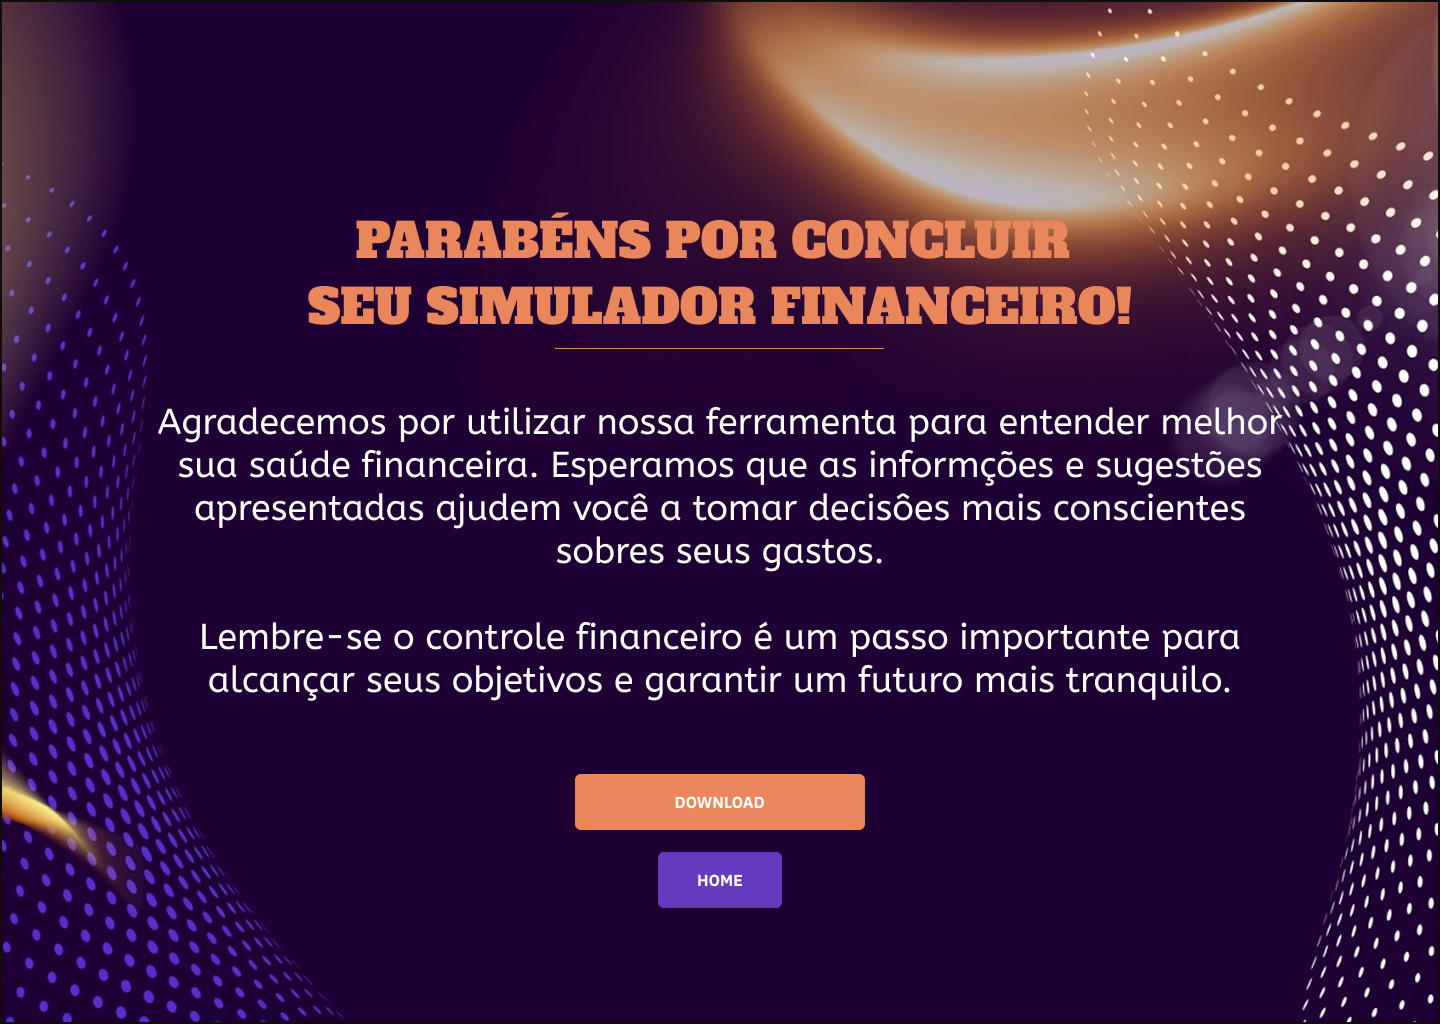 PARABÉNS POR CONCLUIR
SEU SIMULADOR FINANCEIRO!
Agradecemos por utilizar nossa ferramenta para entender melhor
sua saúde financeira. Esperamos que as informções e sugestões
apresentadas ajudem você a tomar decisões mais conscientes
sobres seus gastos.
Lembre-se o controle financeiro é um passo importante para
alcançar seus objetivos e garantir um futuro mais tranquilo.
DOWNLOAD
HOME